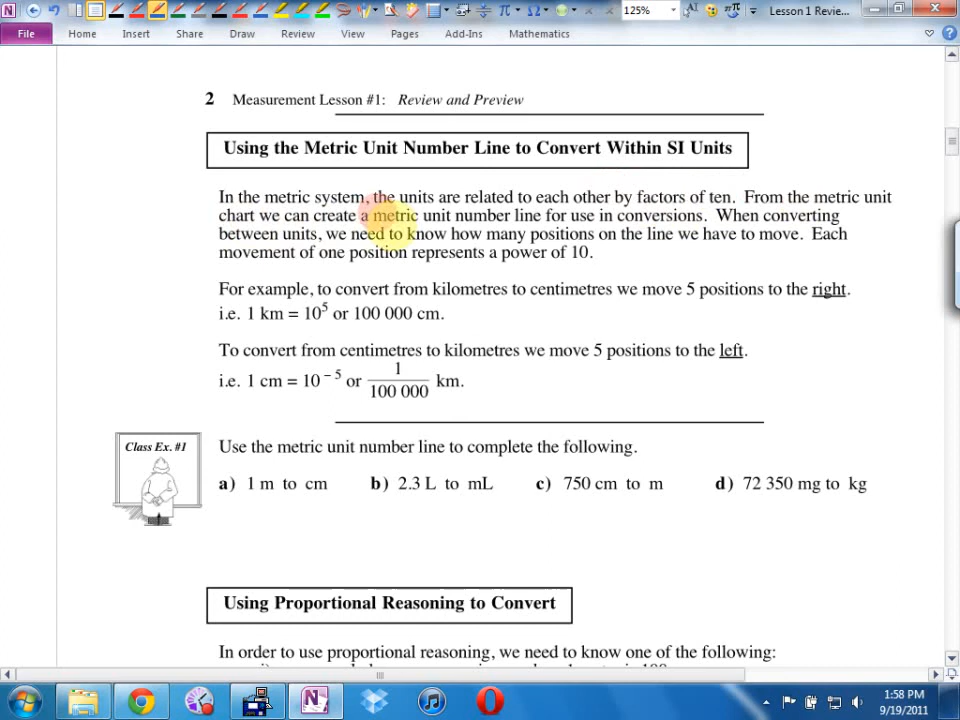 125%
Lesson 1 Revie...
File Home Insert Share Draw Review View Pages Add-Ins Mathematics
2 Measurement Lesson #1: Review and Preview
Using the Metric Unit Number Line to Convert Within SI Units
In the metric system, the units are related to each other by factors of ten. From the metric unit
chart we can create a metric unit number line for use in conversions. When converting
between units, we need to know how many positions on the line we have to move. Each
movement of one position represents a power of 10.
For example, to convert from kilometres to centimetres we move 5 positions to the right.
i.e. 1 km = 10⁵ or 100 000 cm.
To convert from centimetres to kilometres we move 5 positions to the left.
i.e. 1 cm = 10⁻⁵ or 1/100 000 km.
Class Ex. #1
Use the metric unit number line to complete the following.
a) 1 m to cm b) 2.3 L to mL c) 750 cm to m d) 72 350 mg to kg
Using Proportional Reasoning to Convert
In order to use proportional reasoning, we need to know one of the following:
1:58 PM
9/19/2011